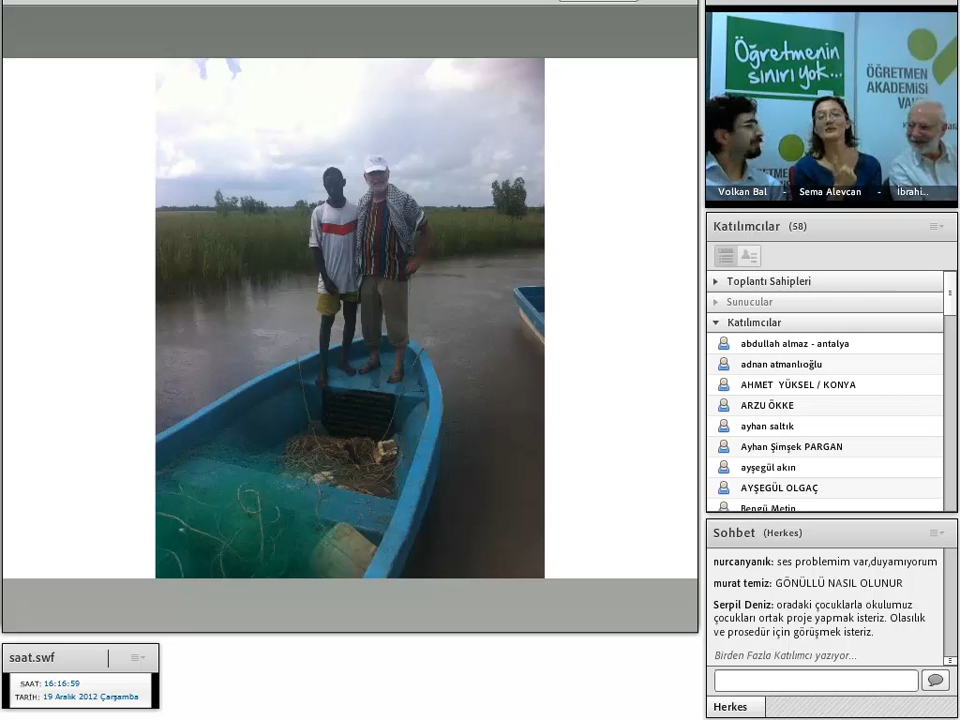 Öğretmenin
sınırı yok...
ÖĞRETMEN
AKADEMİSİ
Volkan Bal - Sema Alevcan - İbrahi...
Katılımcılar (58)
Toplantı Sahipleri
Sunucular
Katılımcılar
abdullah almaz - antalya
adnan atmanlıoğlu
AHMET YÜKSEL / KONYA
ARZU ÖKKE
ayhan saltık
Ayhan Şimşek PARGAN
ayşegül akın
AYŞEGÜL OLGAÇ
Bengü Metin
Sohbet (Herkes)
nurcanyanık: ses problemim var,duyamıyorum
murat temiz: GÖNÜLLÜ NASIL OLUNUR
Serpil Deniz: oradaki çocuklarla okulumuz
çocukları ortak proje yapmak isteriz. Olasılık
ve prosedür için görüşmek isteriz.
Birden Fazla Katılımcı yazıyor...
Herkes
saat.swf
SAAT: 16:16:59
TARİH: 19 Aralık 2012 Çarşamba